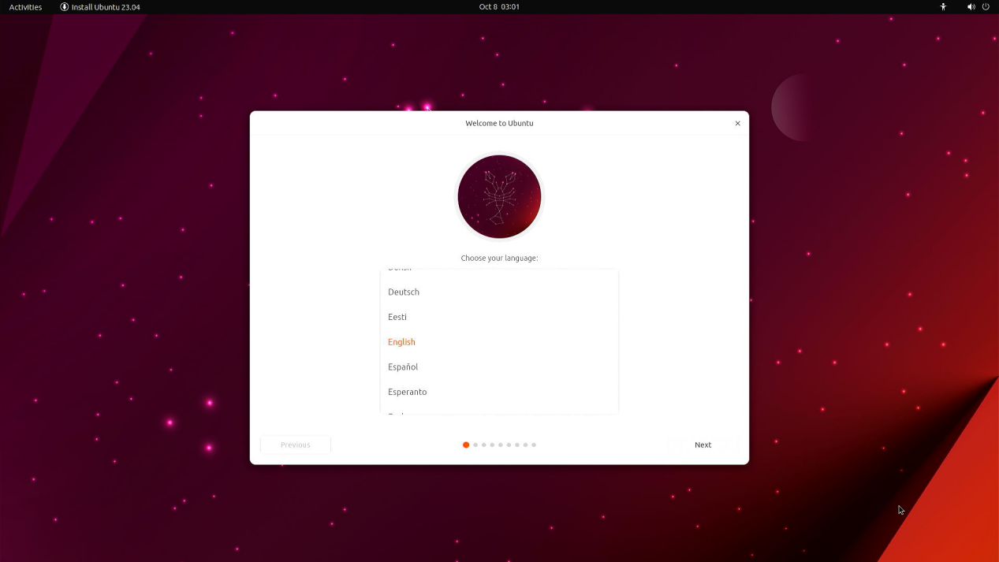 Activities
Install Ubuntu 23.04
Oct 8 03:01
Welcome to Ubuntu
Choose your language:
Deutsch
Eesti
English
Español
Esperanto
Previous
Next